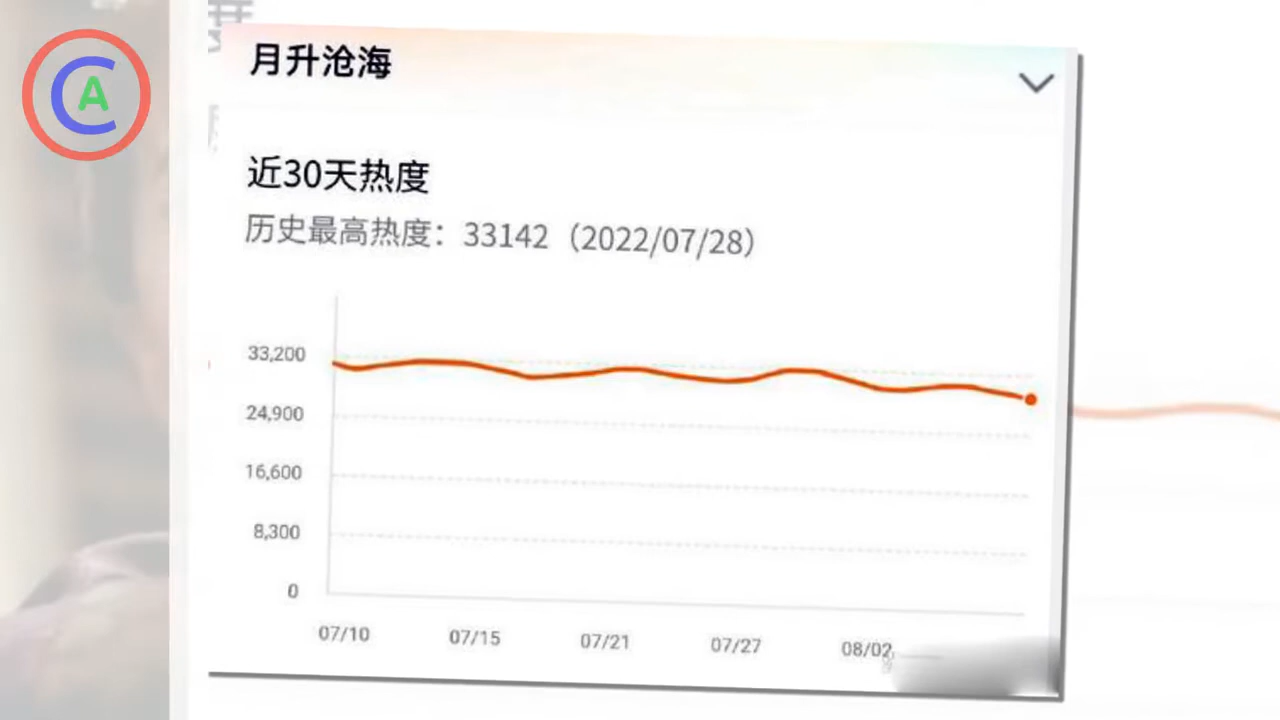 CA
月升沧海
近30天热度
历史最高热度：33142（2022/07/28）
33,200
24,900
16,600
8,300
0
07/10 07/15 07/21 07/27 08/02